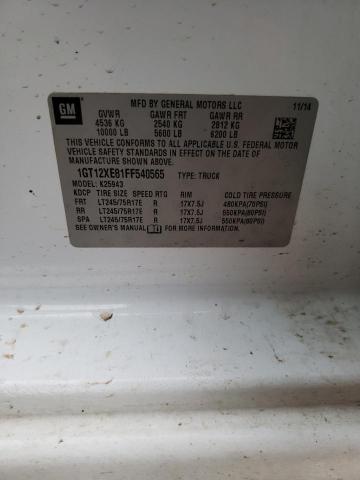 GM
MFD BY GENERAL MOTORS LLC 11/14
GVWR GAWR FRT GAWR RR
4536 KG 2540 KG 2812 KG
10000 LB 5600 LB 6200 LB
THIS VEHICLE CONFORMS TO ALL APPLICABLE U.S. FEDERAL MOTOR
VEHICLE SAFETY STANDARDS IN EFFECT ON THE DATE OF
MANUFACTURE SHOWN ABOVE.
1GT12XE81FF540565 TYPE: TRUCK
MODEL: K25943
KDCP TIRE SIZE SPEED RTG RIM COLD TIRE PRESSURE
FRT LT245/75R17E R 17X7.5J 480KPA(70PSI)
RR LT245/75R17E R 17X7.5J 550KPA(80PSI)
SPA LT245/75R17E R 17X7.5J 550KPA(80PSI)
SEE OWNER'S MANUAL FOR MORE INFORMATION.